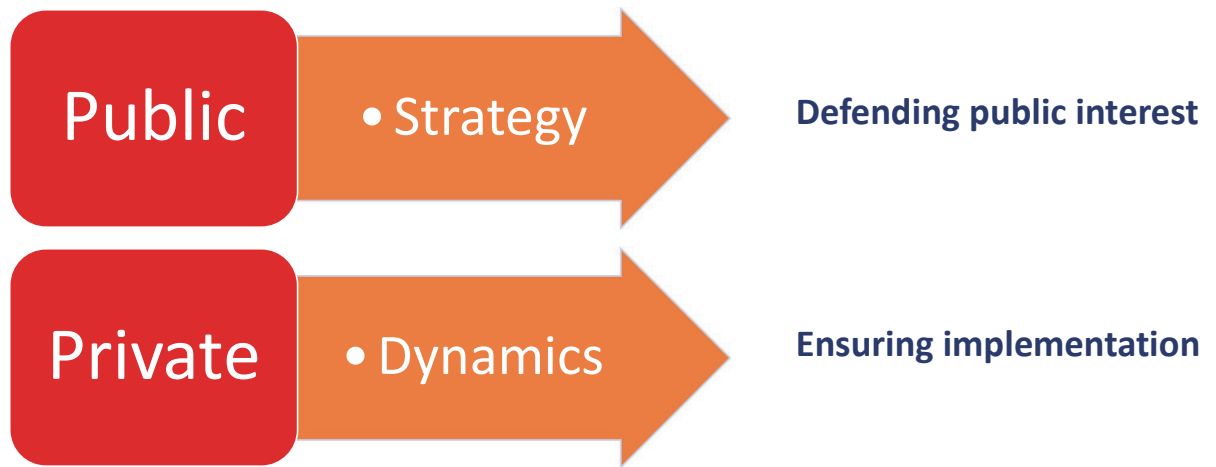 Public
• Strategy
Defending public interest
Private
• Dynamics
Ensuring implementation